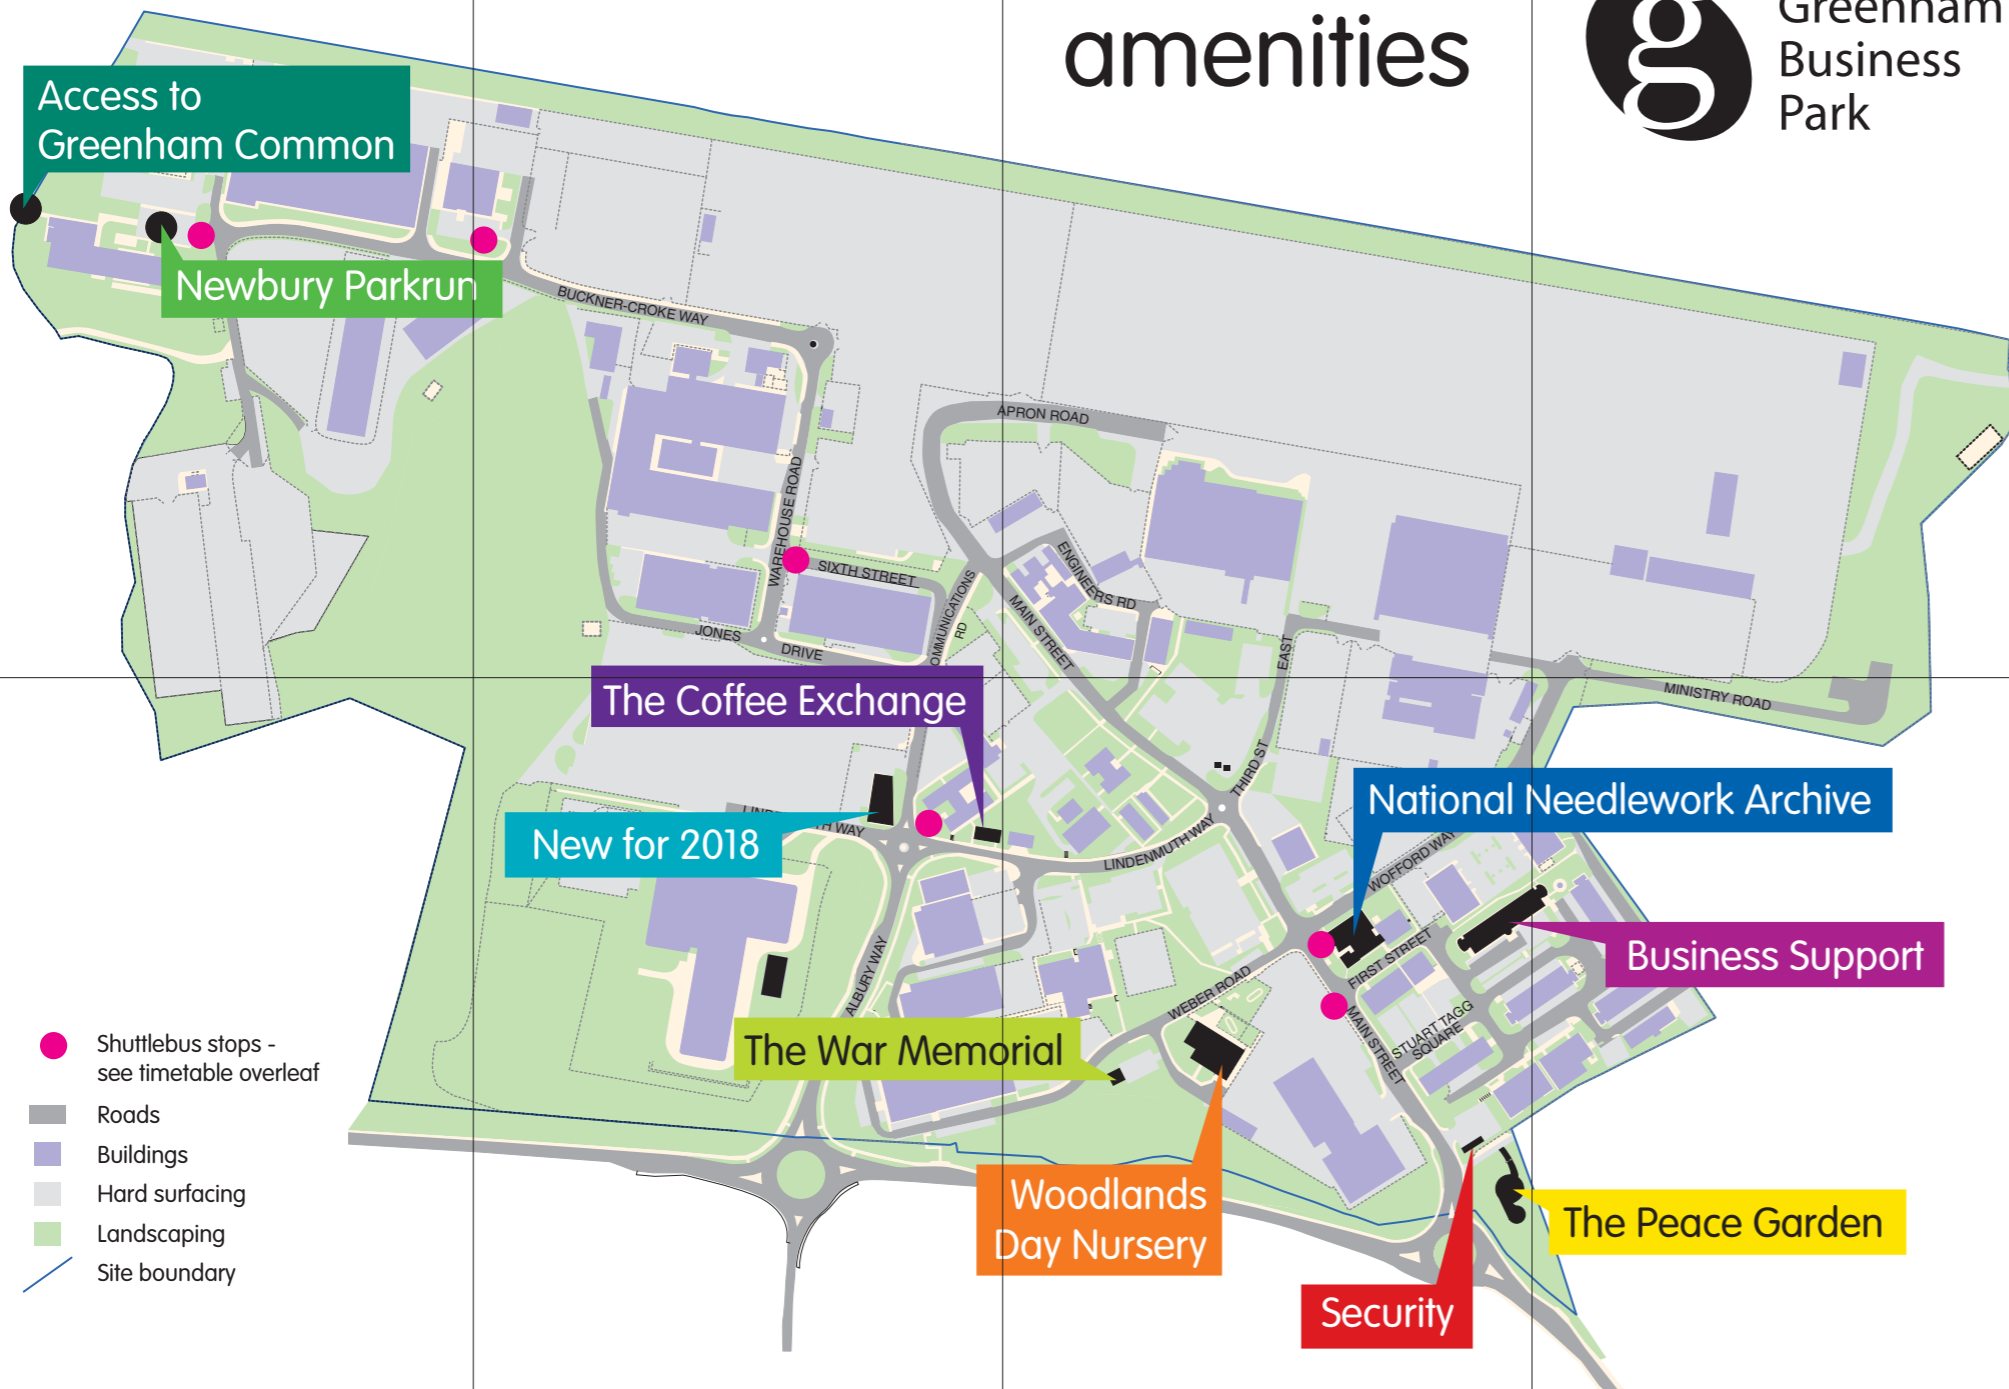 amenities
g
Greenham
Business
Park
Access to
Greenham Common
Newbury Parkrun
BUCKNER-CROKE WAY
APRON ROAD
WAREHOUSE ROAD
SIXTH STREET
ENGINEERS RD
OMMUNICATIONS
RD
MAIN STREET
JONES
DRIVE
EAST
MINISTRY ROAD
The Coffee Exchange
THIRD ST
National Needlework Archive
New for 2018
LINDENMUTH WAY
WOFFORD WAY
Business Support
FIRST STREET
ALBURY WAY
WEBER ROAD
STUART TAGG
SQUARE
MAIN STREET
The War Memorial
Woodlands
Day Nursery
The Peace Garden
Security
Shuttlebus stops -
see timetable overleaf
Roads
Buildings
Hard surfacing
Landscaping
Site boundary